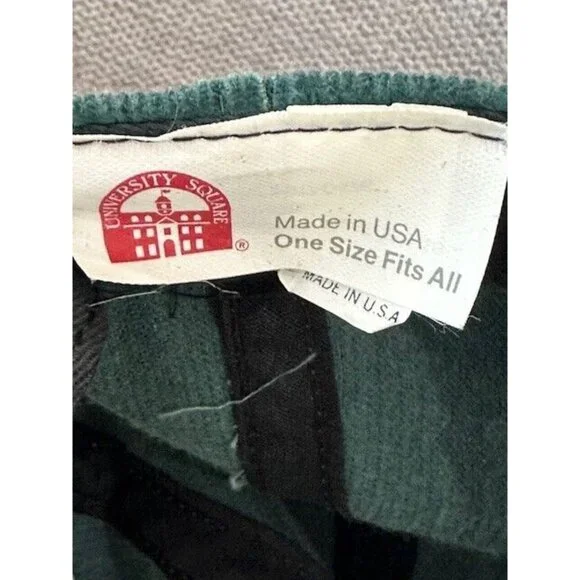 UNIVERSITY SQUARE
®
Made in USA
One Size Fits All
MADE IN U.S.A